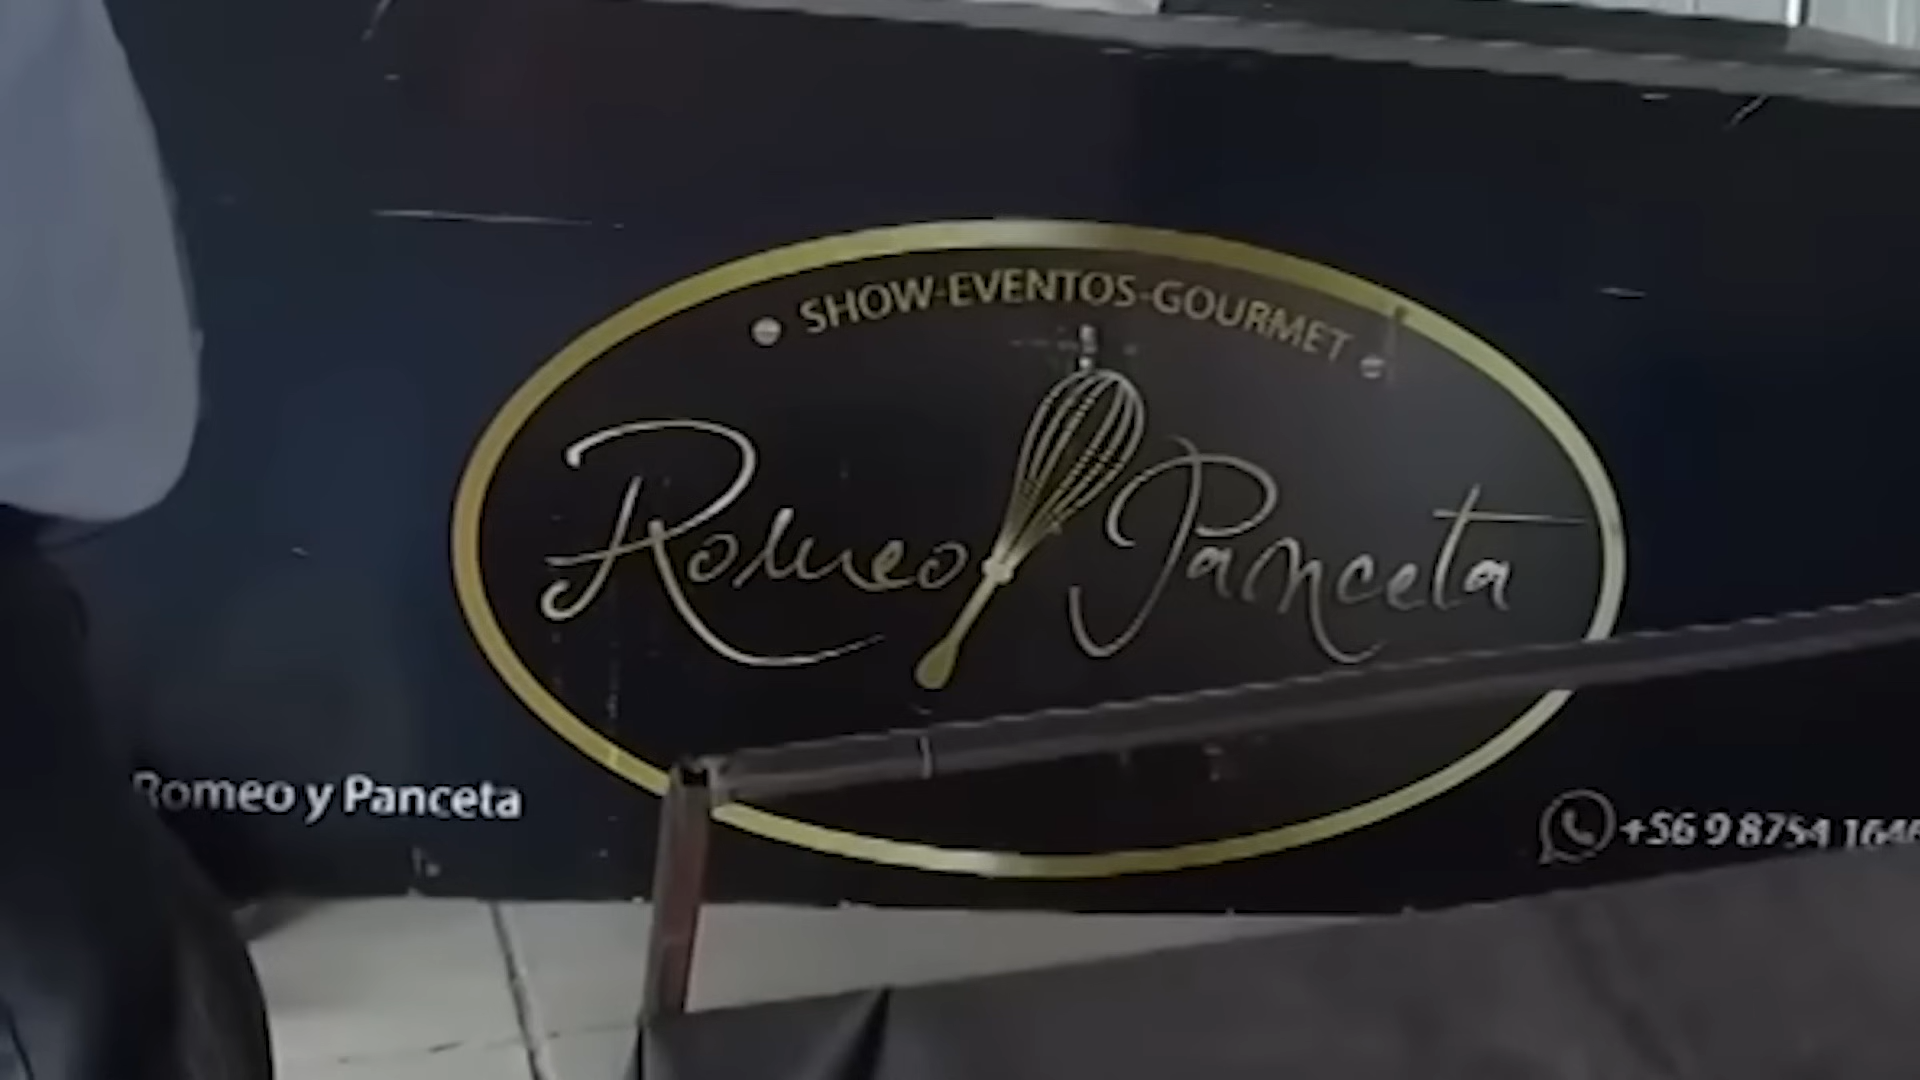 SHOW-EVENTOS-GOURMET
Romeo Panceta
Romeo y Panceta
+56 9 8754